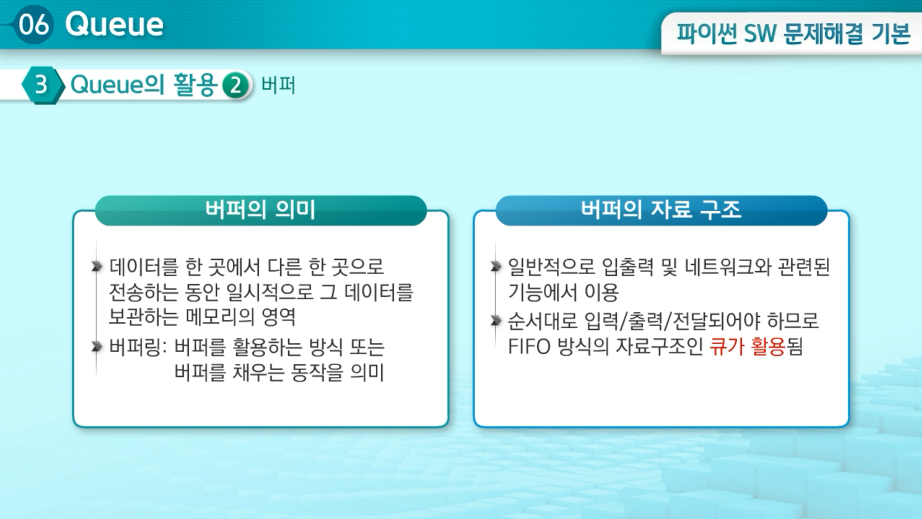 06 Queue
파이썬 SW 문제해결 기본
3 Queue의 활용 2 버퍼
버퍼의 의미
데이터를 한 곳에서 다른 한 곳으로
전송하는 동안 일시적으로 그 데이터를
보관하는 메모리의 영역
버퍼링: 버퍼를 활용하는 방식 또는
버퍼를 채우는 동작을 의미
버퍼의 자료 구조
일반적으로 입출력 및 네트워크와 관련된
기능에서 이용
순서대로 입력/출력/전달되어야 하므로
FIFO 방식의 자료구조인 큐가 활용됨